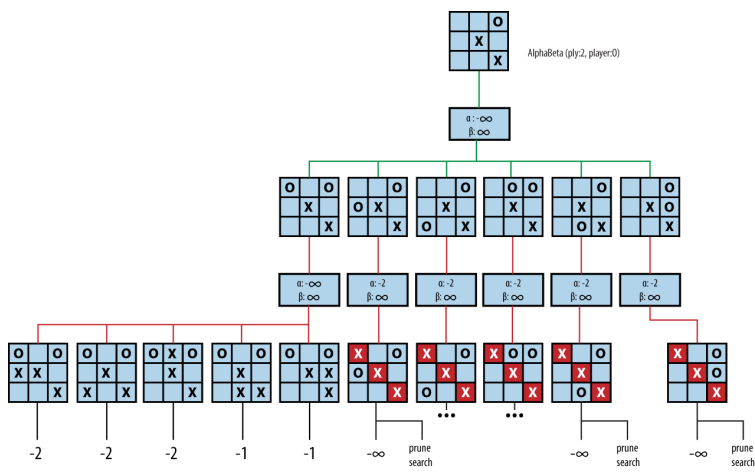 O
X
X
AlphaBeta (ply:2, player:O)
α: -∞
β: ∞
O O
X
X
O
O X
X
O
X
O X
O O
X
X
O
X
O X
O
X O
X
α: -∞
β: ∞
α: -2
β: ∞
α: -2
β: ∞
α: -2
β: ∞
α: -2
β: ∞
α: -2
β: ∞
O O
X X
X
O O
X
X X
O X O
X
X
O O
X
X X
O O
X X
X
X O
O X
X
X O
X
O X
X O O
X
X
X O
X
O X
X O
X O
X
-2
-2
-2
-1
-1
-∞
prune
search
•••
•••
-∞
prune
search
-∞
prune
search